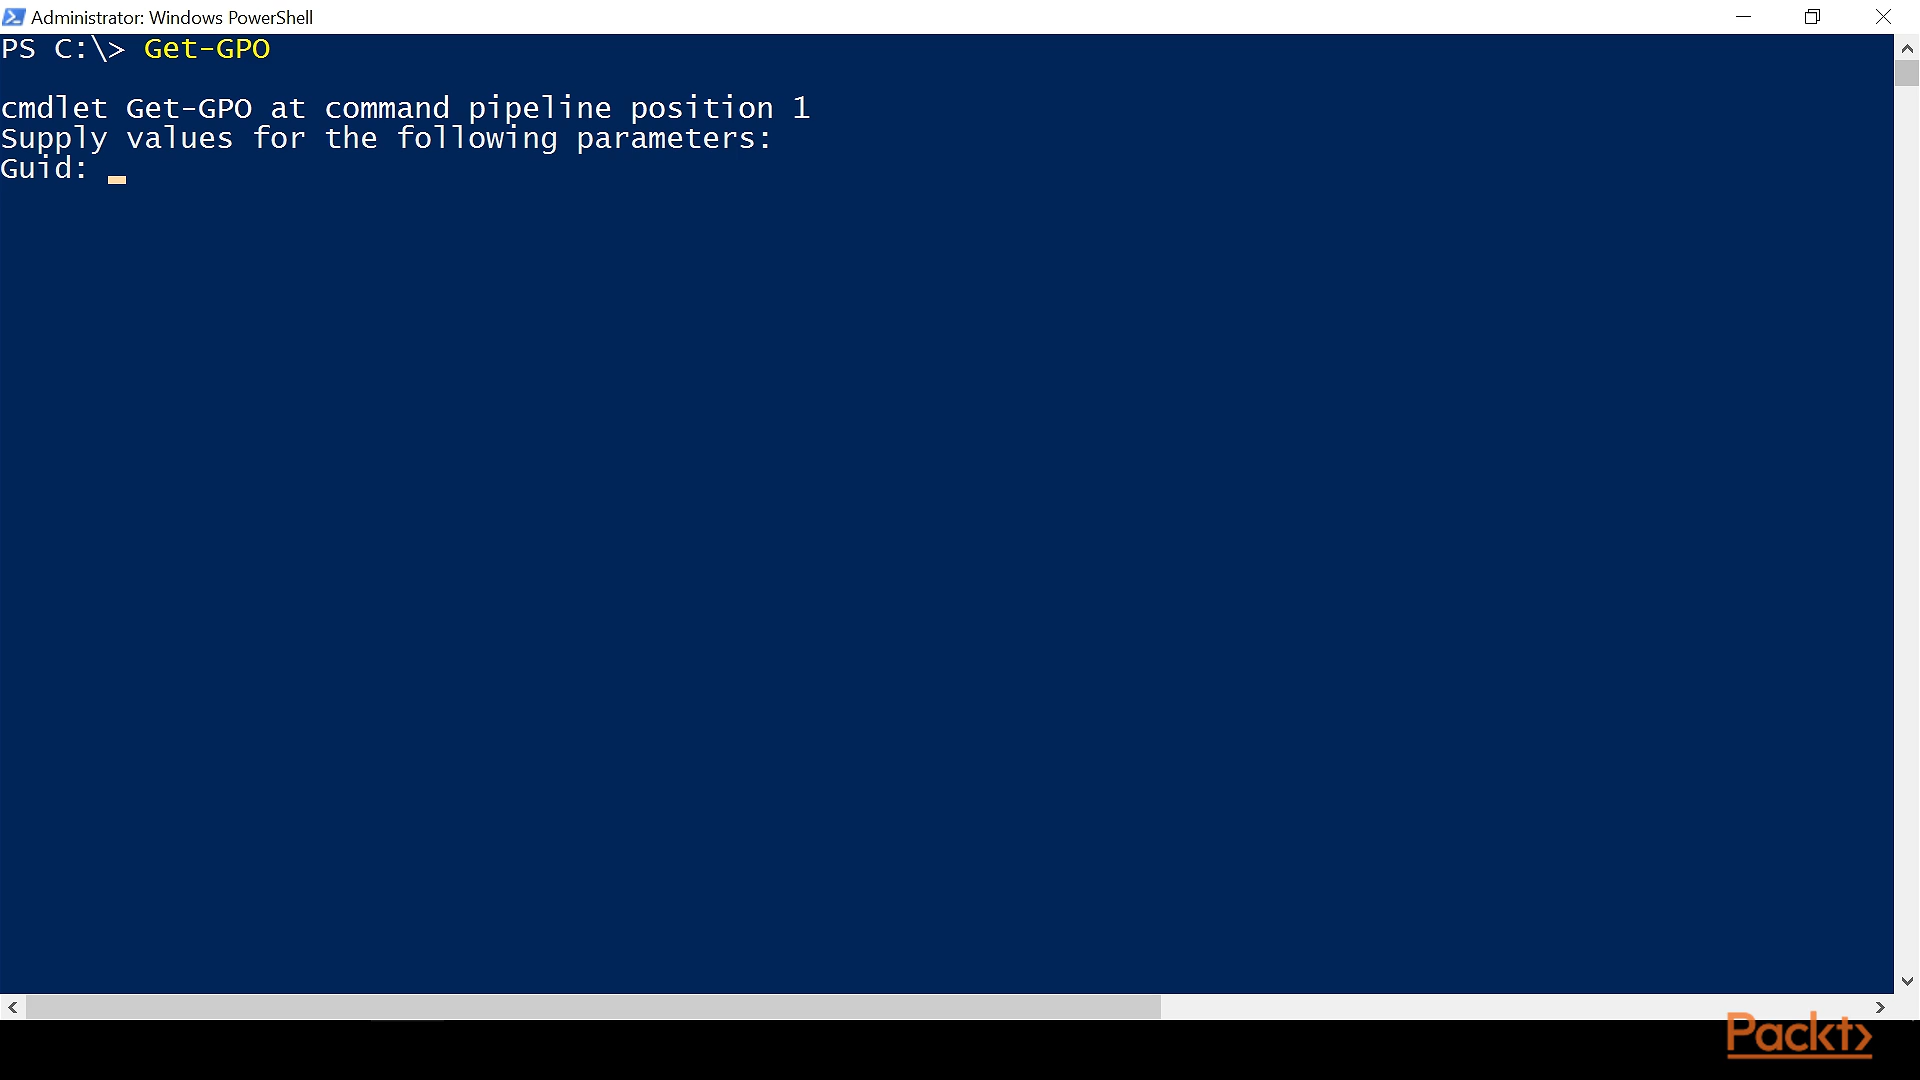 Administrator: Windows PowerShell
PS C:\> Get-GPO
cmdlet Get-GPO at command pipeline position 1
Supply values for the following parameters:
Guid:
Packt>